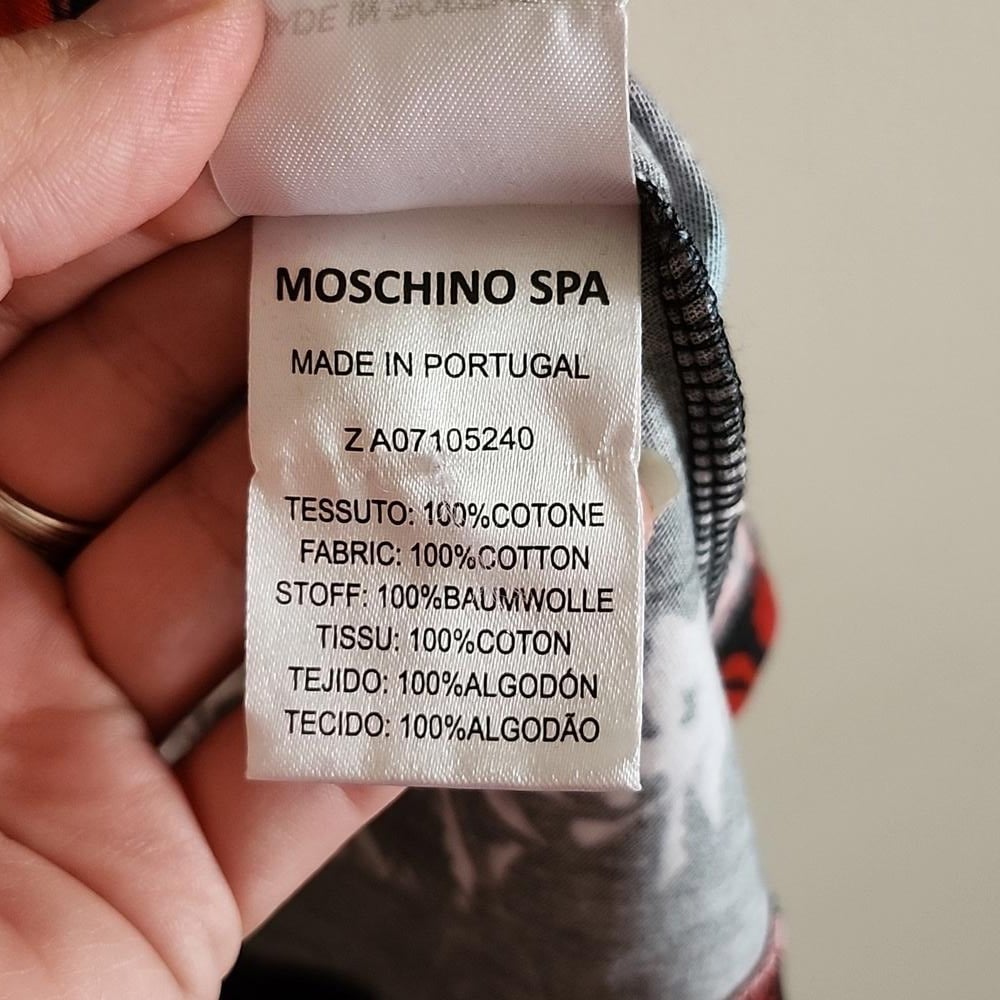 MOSCHINO SPA
MADE IN PORTUGAL
ZA07105240
TESSUTO: 100%COTONE
FABRIC: 100%COTTON
STOFF: 100%BAUMWOLLE
TISSU: 100%COTON
TEJIDO: 100%ALGODÓN
TECIDO: 100%ALGODÃO